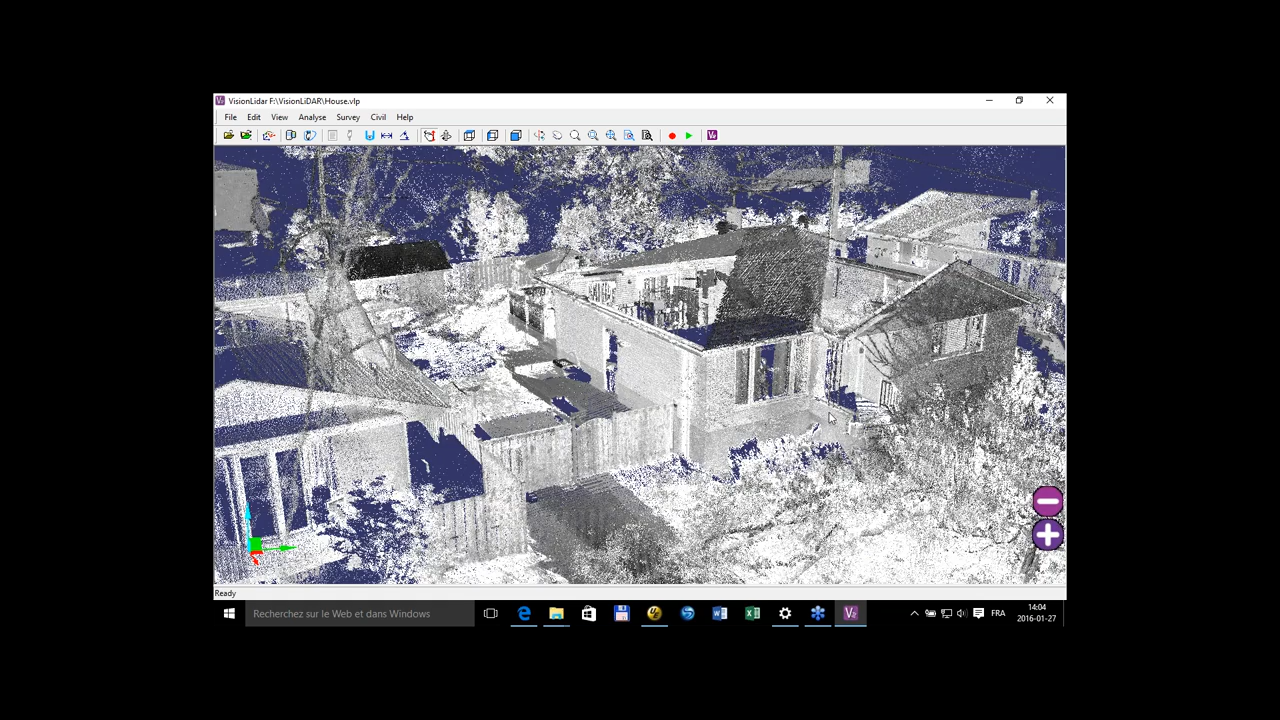 VisionLidar F:\VisionLiDAR\House.vlp
File Edit View Analyse Survey Civil Help
Ready
Recherchez sur le Web et dans Windows
FRA
14:04
2016-01-27